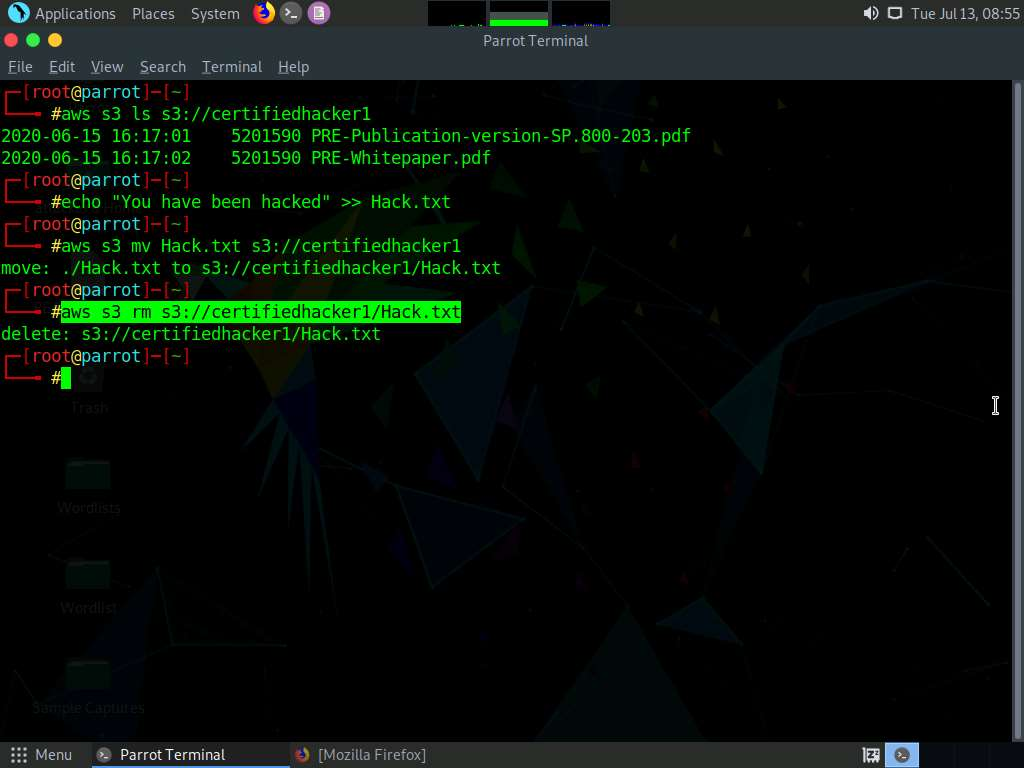 Applications Places System Tue Jul 13, 08:55
Parrot Terminal
File Edit View Search Terminal Help
┌─[root@parrot]─[~]
└──╼ #aws s3 ls s3://certifiedhacker1
2020-06-15 16:17:01    5201590 PRE-Publication-version-SP.800-203.pdf
2020-06-15 16:17:02    5201590 PRE-Whitepaper.pdf
┌─[root@parrot]─[~]
└──╼ #echo "You have been hacked" >> Hack.txt
┌─[root@parrot]─[~]
└──╼ #aws s3 mv Hack.txt s3://certifiedhacker1
move: ./Hack.txt to s3://certifiedhacker1/Hack.txt
┌─[root@parrot]─[~]
└──╼ #aws s3 rm s3://certifiedhacker1/Hack.txt
delete: s3://certifiedhacker1/Hack.txt
┌─[root@parrot]─[~]
└──╼ #
Trash
Wordlists
Wordlist
Sample Captures
Menu Parrot Terminal [Mozilla Firefox]